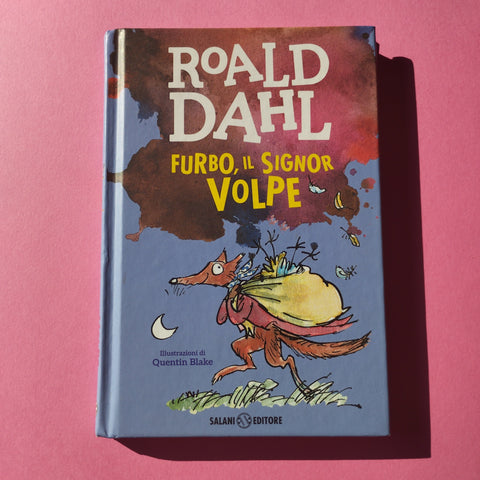 ROALD
DAHL
FURBO, IL SIGNOR
VOLPE
Illustrazioni di
Quentin Blake
SALANI EDITORE